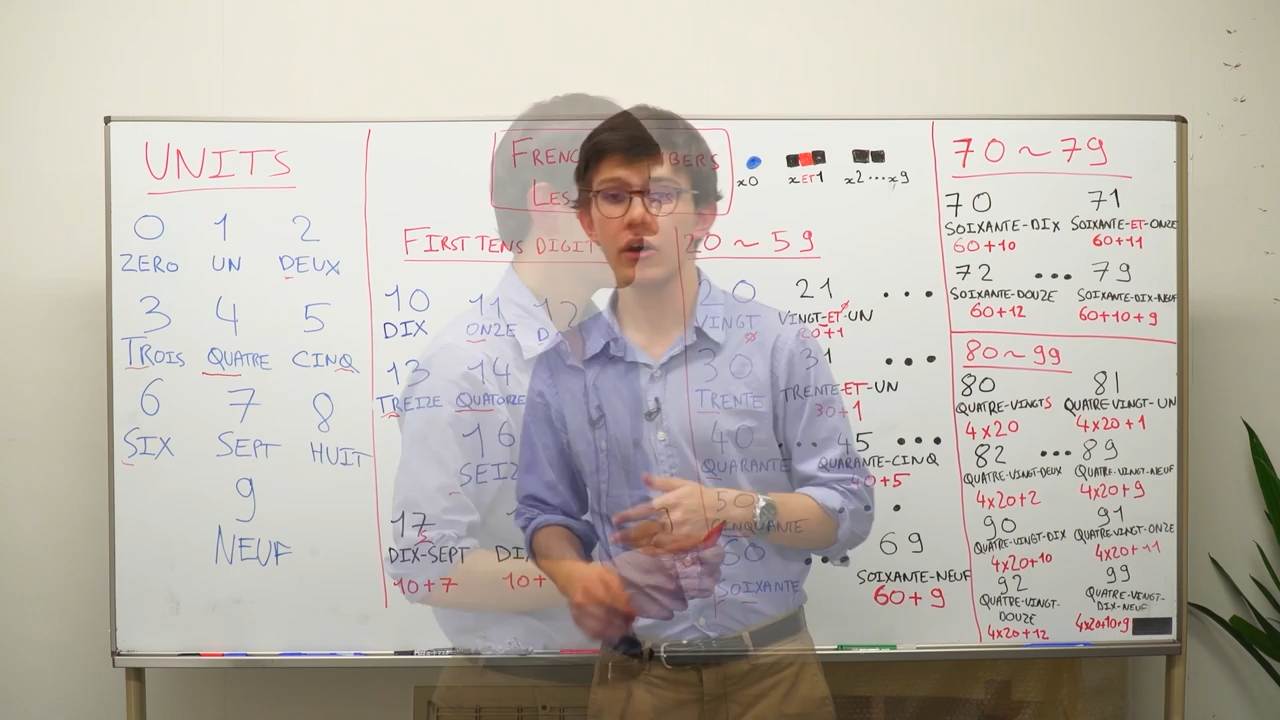 UNITS
0 1 2
ZERO UN DEUX
3 4 5
TROIS QUATRE CINQ
6 7 8
SIX SEPT HUIT
9
NEUF
LES
x0 xET1 x2...x9
FIRST TENS DIGIT
20 ~ 59
10 11 12
DIX ONZE
13 14
TREIZE QUATORZE
16
17
DIX-SEPT
10+7 10+
20 21 ...
VINGT VINGT-ET-UN
20+1
30 31 ...
TRENTE TRENTE-ET-UN
30+1
40 ... 45 ...
QUARANTE QUARANTE-CINQ
40+5
50
CINQUANTE
60 69
SOIXANTE SOIXANTE-NEUF
60+9
70 ~ 79
70 71
SOIXANTE-DIX SOIXANTE-ET-ONZE
60+10 60+11
72 ... 79
SOIXANTE-DOUZE SOIXANTE-DIX-NEUF
60+12 60+10+9
80 ~ 99
80 81
QUATRE-VINGTS QUATRE VINGT-UN
4x20 4x20+1
82 ... 89
QUATRE-VINGT-DEUX QUATRE-VINGT-NEUF
4x20+2 4x20+9
90 91
QUATRE-VINGT-DIX QUATRE-VINGT-ONZE
4x20+10 4x20+11
92 99
QUATRE-VINGT-DOUZE QUATRE-VINGT-DIX-NEUF
4x20+12 4x20+10+9